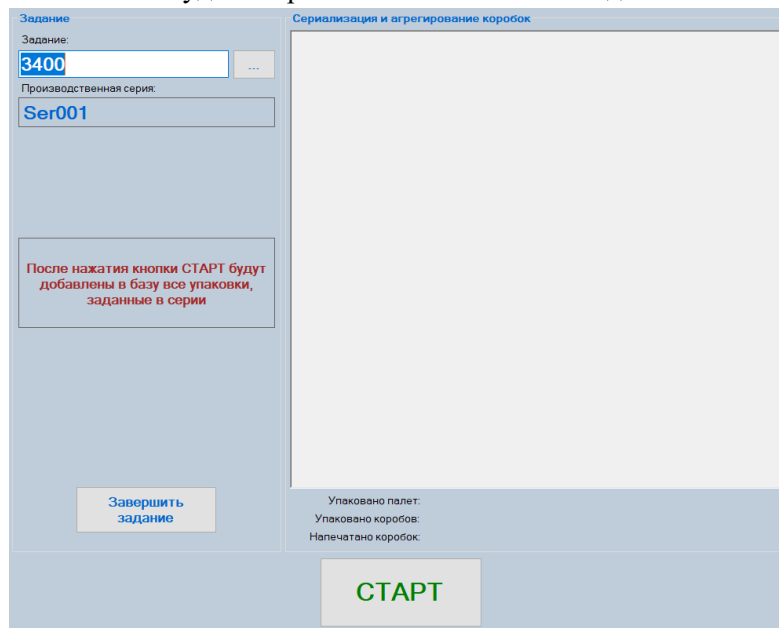 Задание
Задание:
3400
...
Производственная серия:
Ser001
После нажатия кнопки СТАРТ будут
добавлены в базу все упаковки,
заданные в серии
Завершить
задание
Сериализация и агрегирование коробок
Упаковано палет:
Упаковано коробов:
Напечатано коробок:
СТАРТ